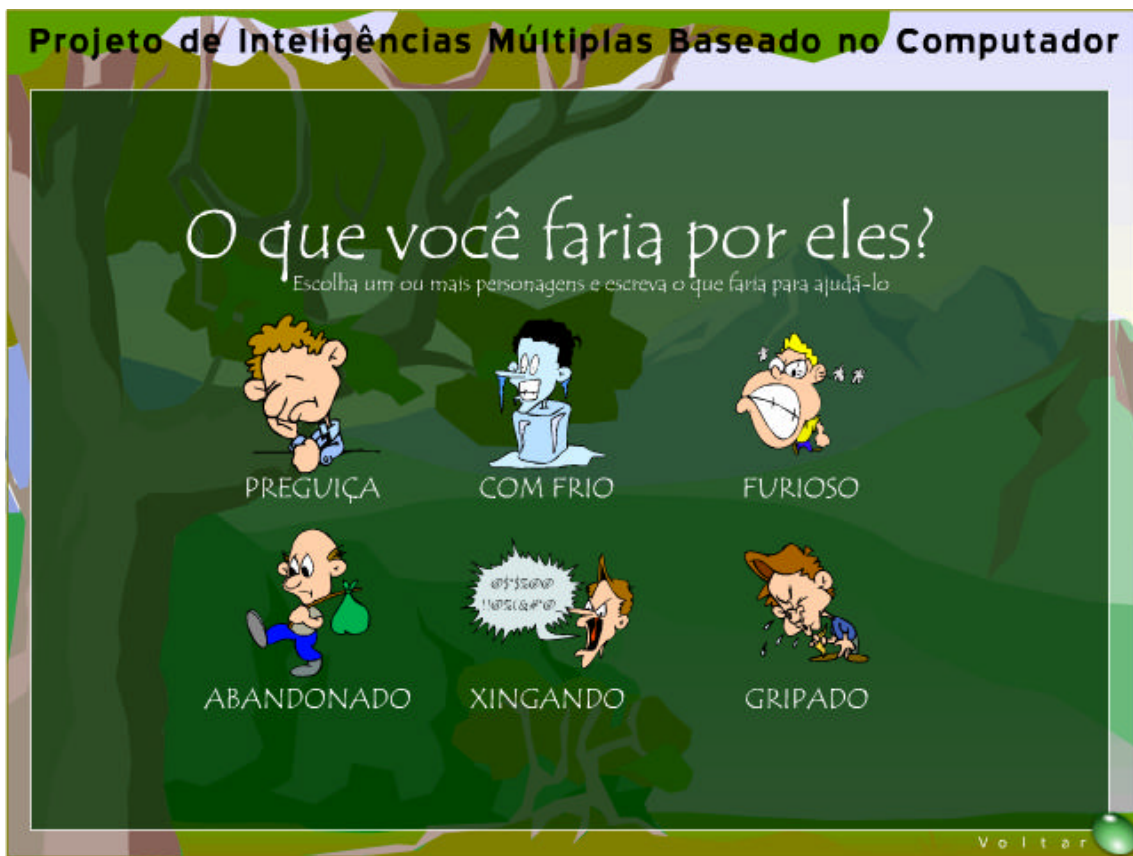 Projeto de Inteligências Múltiplas Baseado no Computador
O que você faria por eles?
Escolha um ou mais personagens e escreva o que faria para ajudá-lo
PREGUIÇA COM FRIO FURIOSO
@$*$%@@
!!@%(&#*@_
ABANDONADO XINGANDO GRIPADO
Voltar